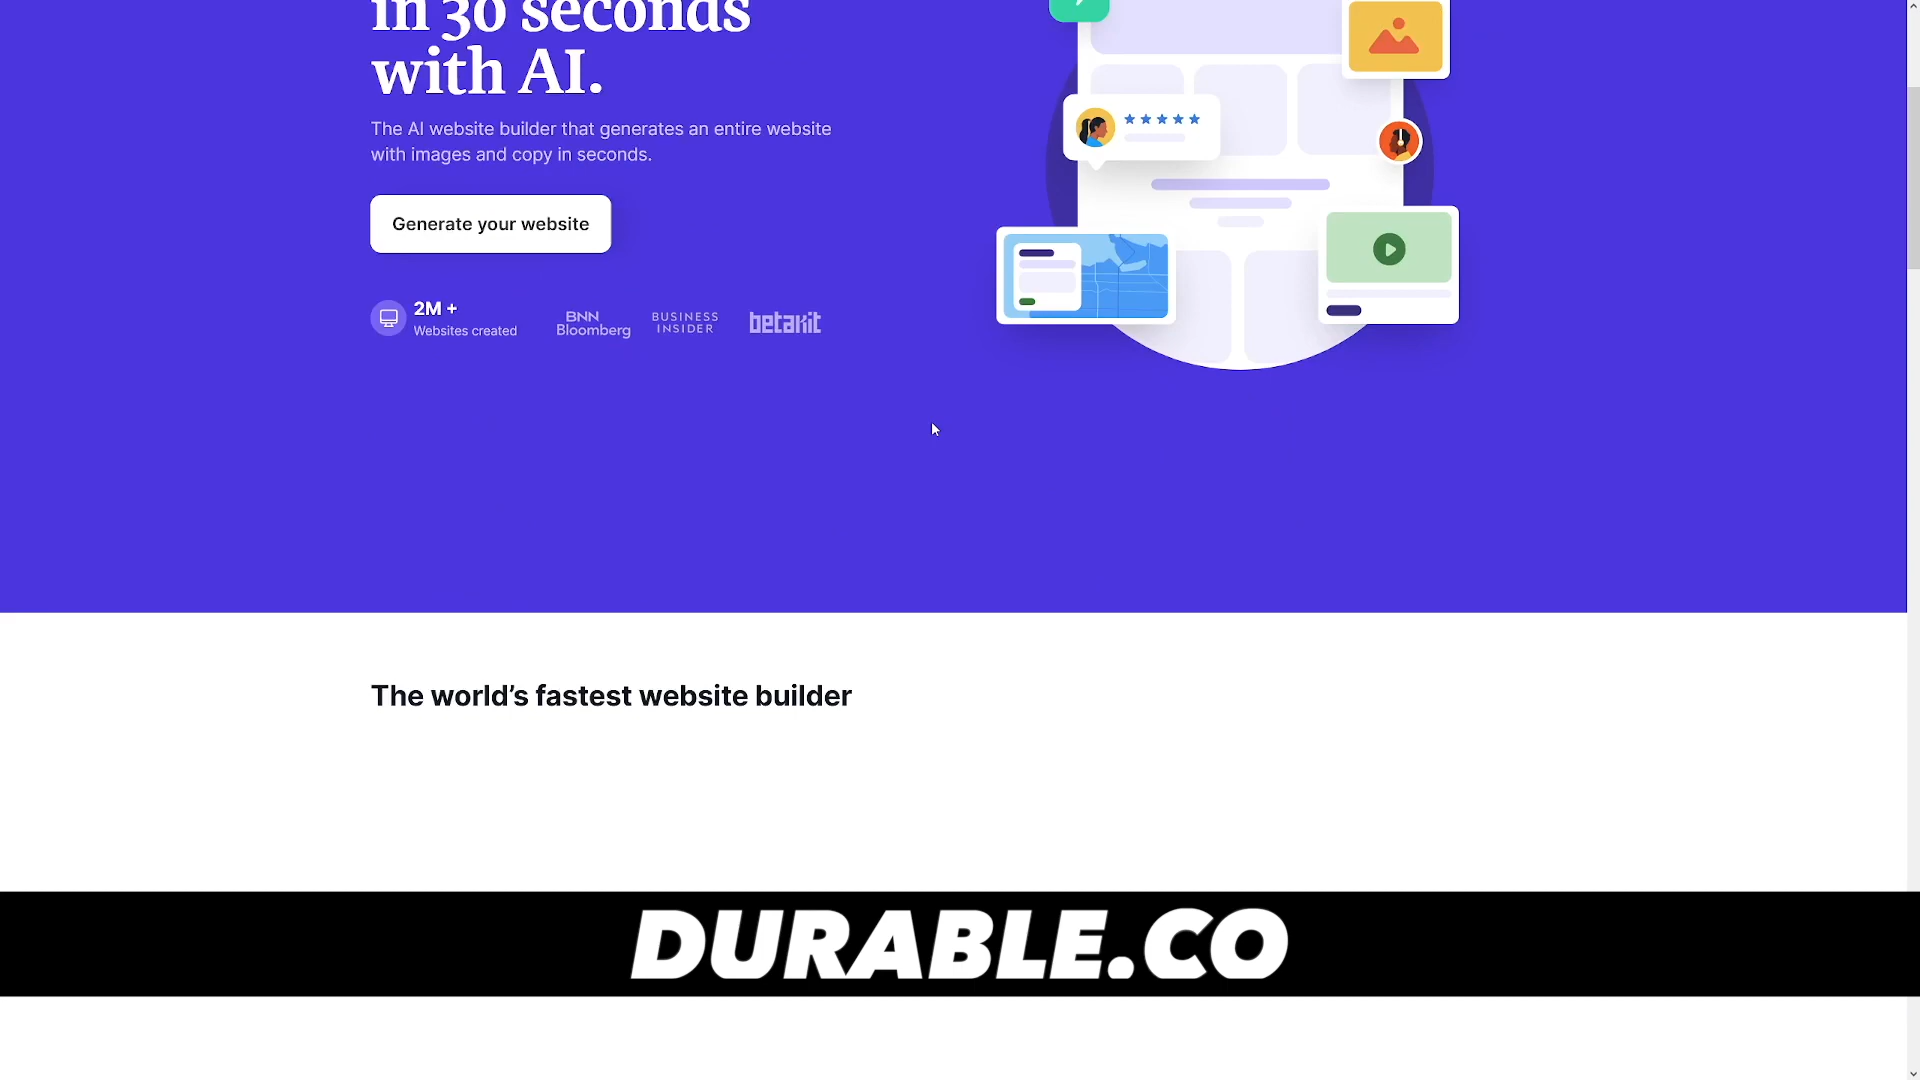 in 30 seconds
with AI.
The AI website builder that generates an entire website
with images and copy in seconds.
Generate your website
2M +
Websites created
BNN
Bloomberg
BUSINESS
INSIDER
betakit
The world’s fastest website builder
DURABLE.CO